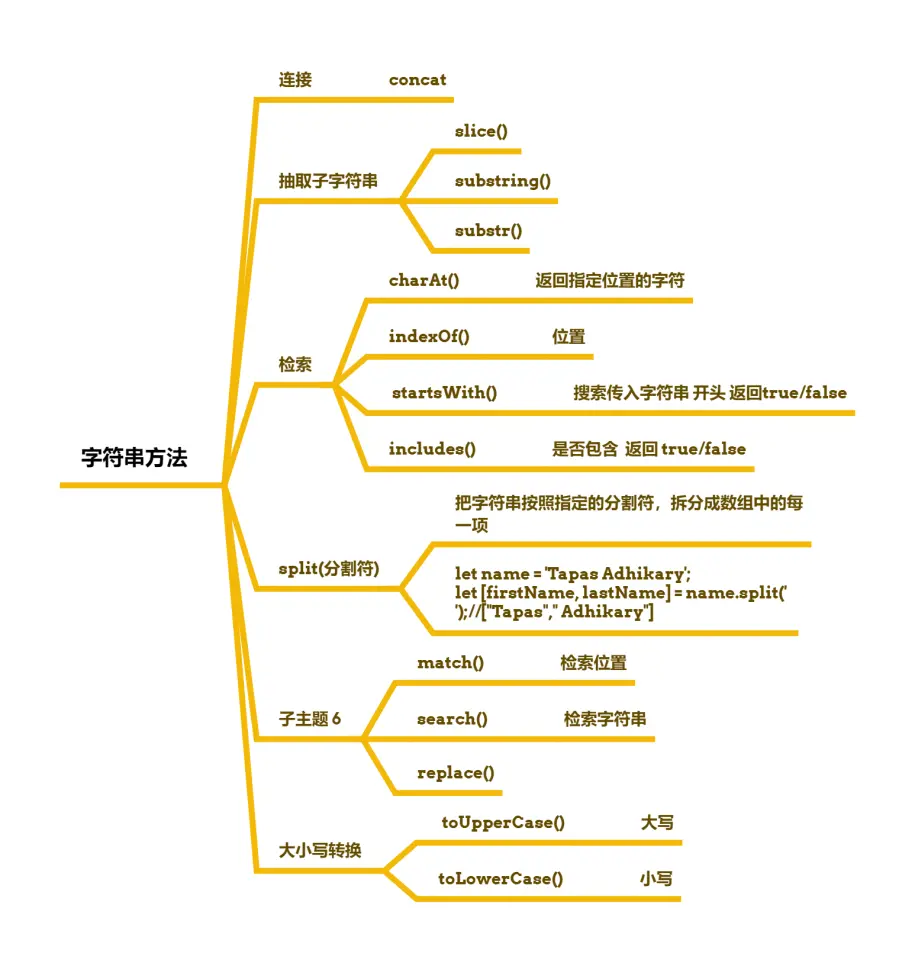 连接 concat
slice()
抽取子字符串 substring()
substr()
charAt() 返回指定位置的字符
indexOf() 位置
检索
startsWith() 搜索传入字符串 开头 返回true/false
includes() 是否包含 返回 true/false
字符串方法
把字符串按照指定的分割符，拆分成数组中的每
一项
split(分割符)
let name = 'Tapas Adhikary';
let [firstName, lastName] = name.split('
');//["Tapas"," Adhikary"]
match() 检索位置
子主题 6 search() 检索字符串
replace()
toUpperCase() 大写
大小写转换
toLowerCase() 小写